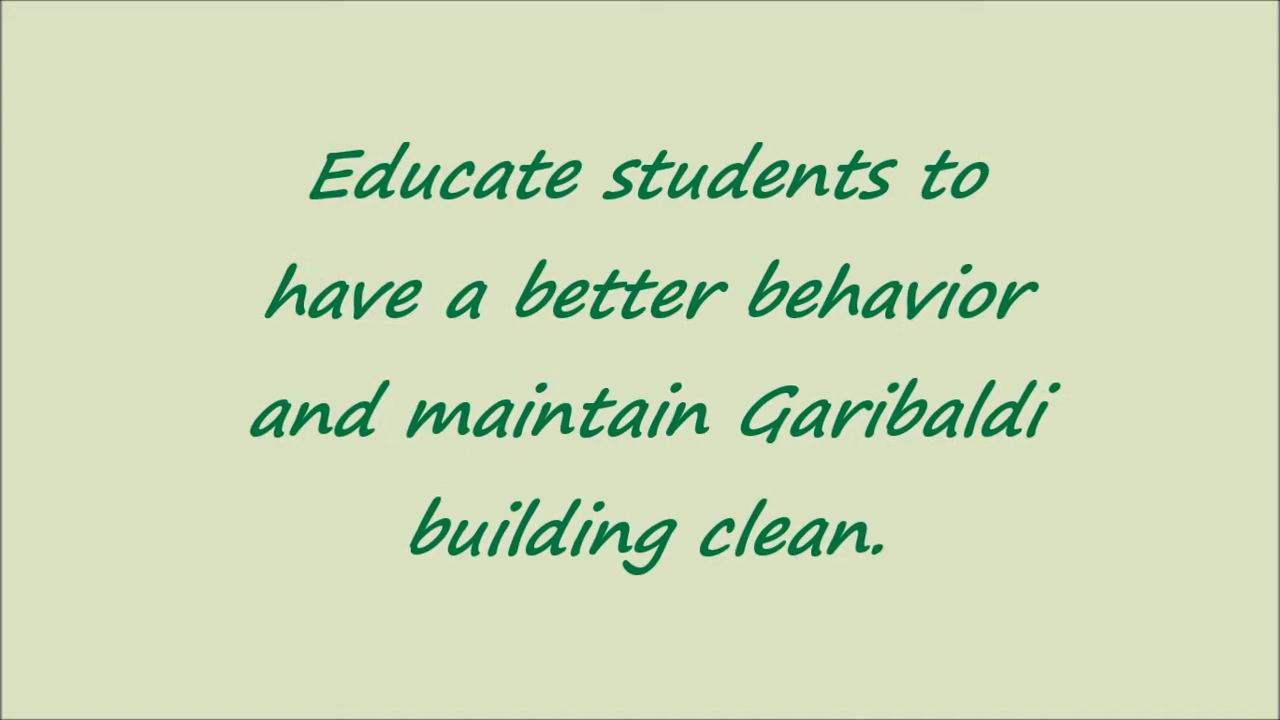 Educate students to
have a better behavior
and maintain Garibaldi
building clean.